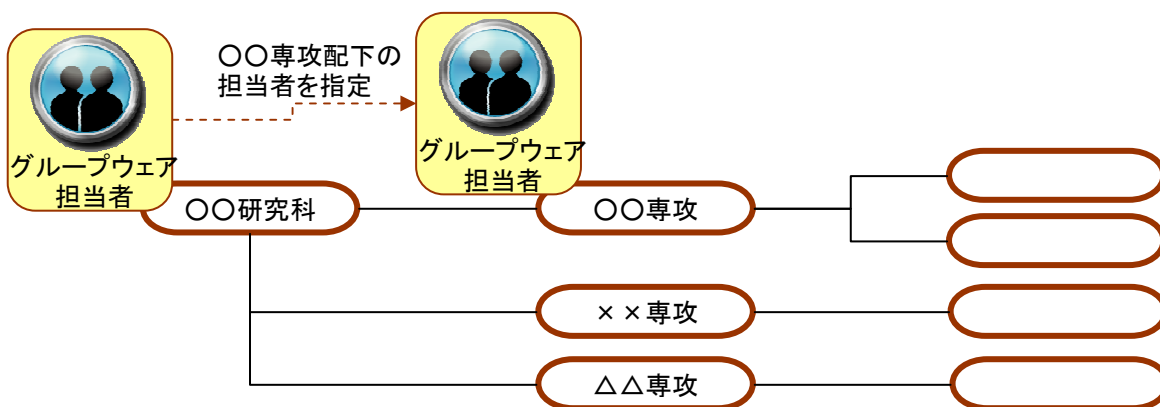 〇〇専攻配下の
担当者を指定
グループウェア
担当者
グループウェア
担当者
〇〇研究科
〇〇専攻
××専攻
△△専攻